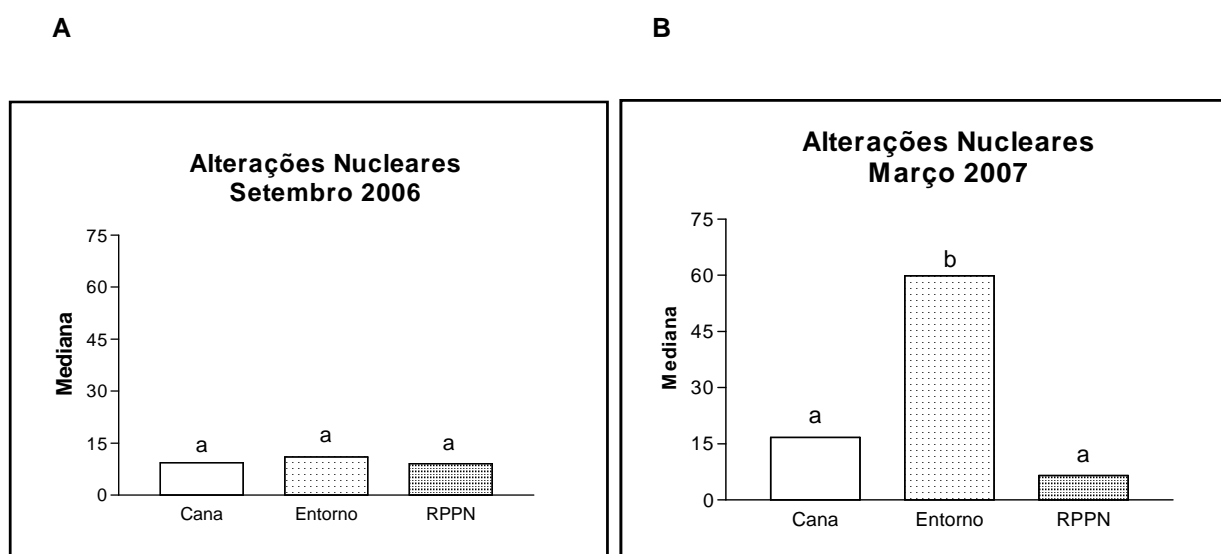 A
Alterações Nucleares
Setembro 2006
75
60
45
30
15
0
Mediana
a
a
a
Cana
Entorno
RPPN
B
Alterações Nucleares
Março 2007
75
60
45
30
15
0
Mediana
a
b
a
Cana
Entorno
RPPN